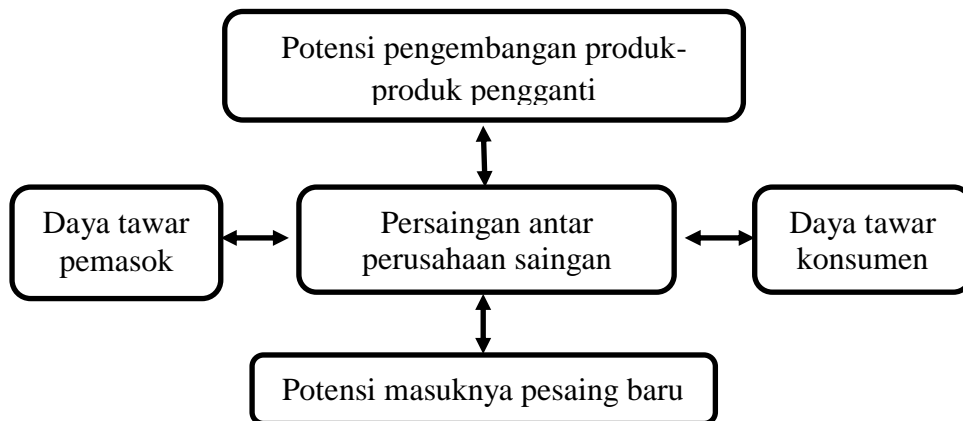 Potensi pengembangan produk-
produk pengganti
Daya tawar
pemasok
Persaingan antar
perusahaan saingan
Daya tawar
konsumen
Potensi masuknya pesaing baru